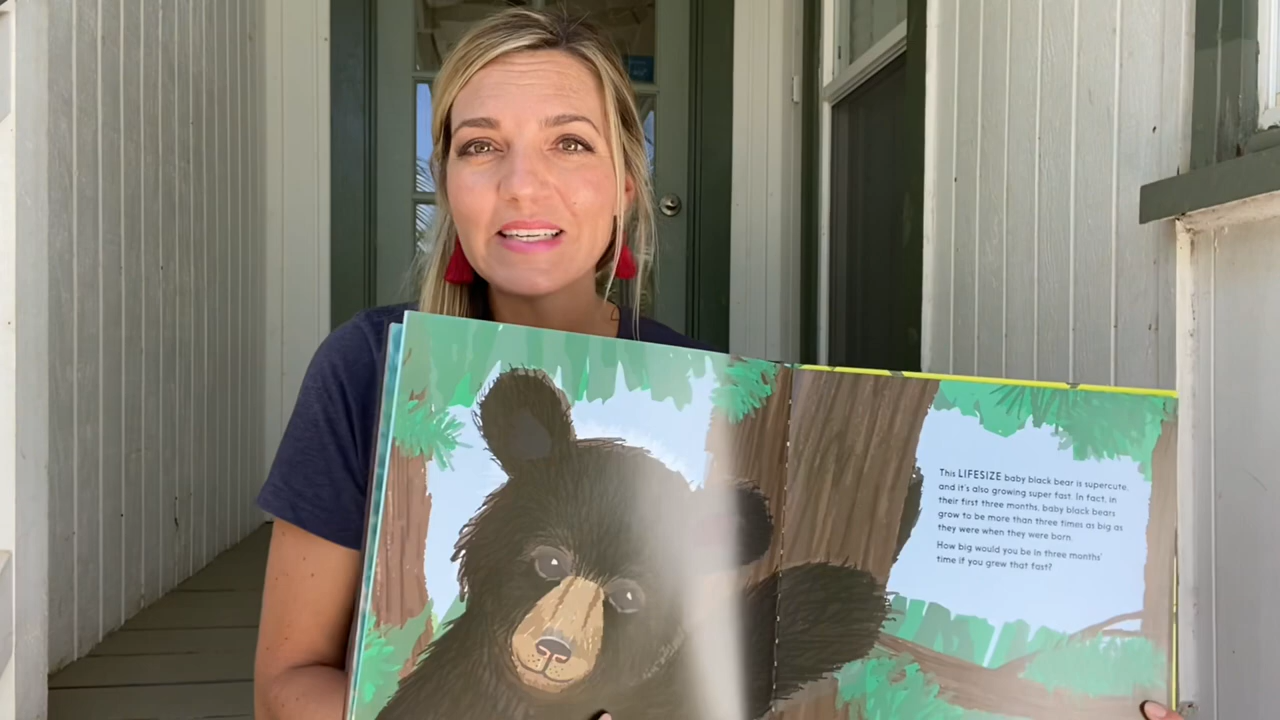 This LIFESIZE baby black bear is supercute,
and it's also growing super fast. In fact, in
their first three months, baby black bears
grow to be more than three times as big as
they were when they were born.
How big would you be in three months'
time if you grew that fast?